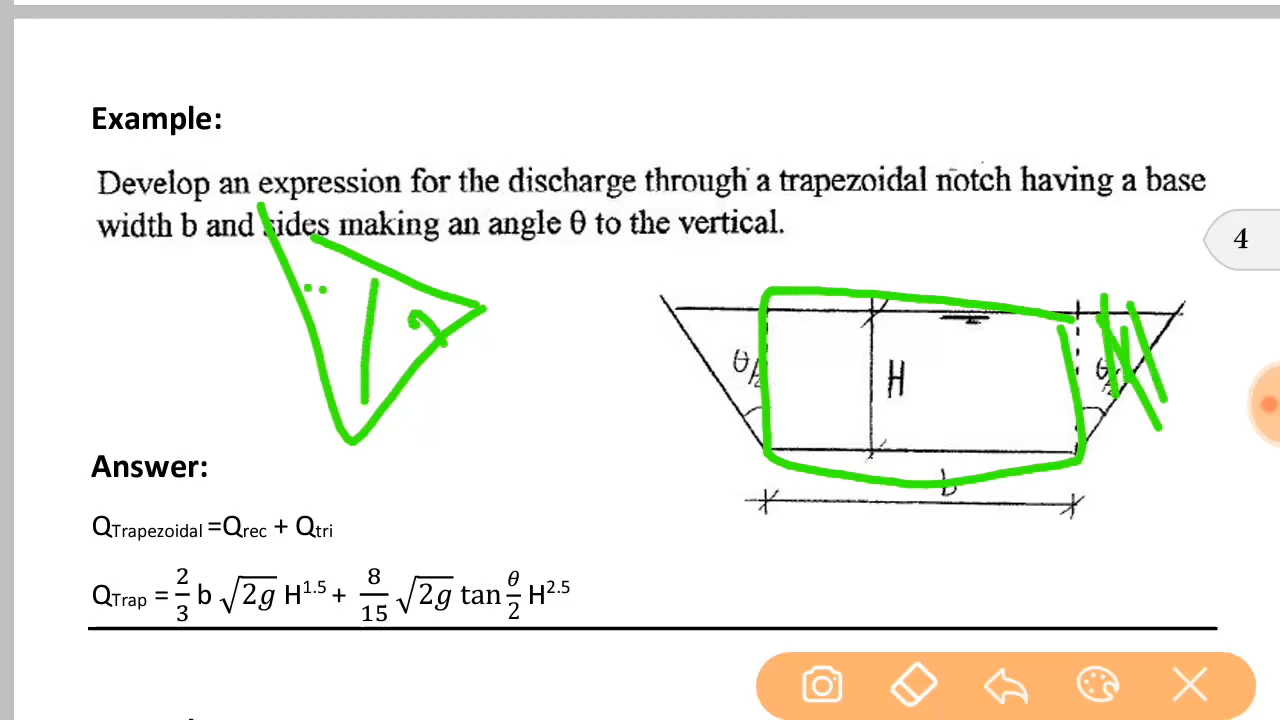 Example:
Develop an expression for the discharge through a trapezoidal notch having a base
width b and sides making an angle θ to the vertical.
4
θ/2
H
θ/2
b
Answer:
QTrapezoidal =Qrec + Qtri
QTrap = 2/3 b √2g H1.5 + 8/15 √2g tan θ/2 H2.5